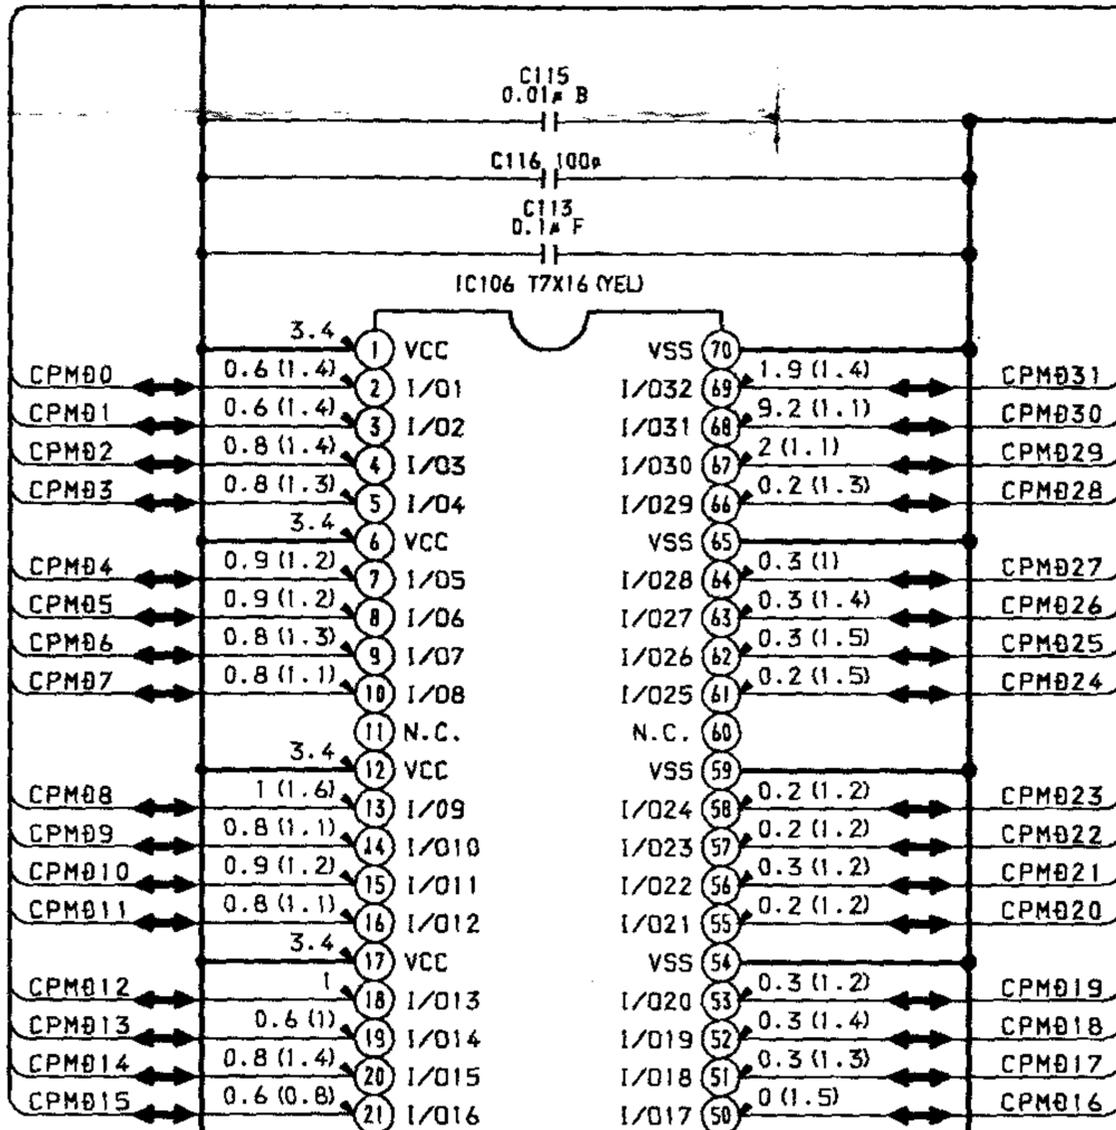 C115
0.01μ B
C116 100p
C113
0.1μ F
IC106 T7X16 (YEL)
3.4 1 VCC VSS 70
CPMD0 0.6 (1.4) 2 I/O1 I/O32 69 1.9 (1.4) CPMD31
CPMD1 0.6 (1.4) 3 I/O2 I/O31 68 9.2 (1.1) CPMD30
CPMD2 0.8 (1.4) 4 I/O3 I/O30 67 2 (1.1) CPMD29
CPMD3 0.8 (1.3) 5 I/O4 I/O29 66 0.2 (1.3) CPMD28
3.4 6 VCC VSS 65
CPMD4 0.9 (1.2) 7 I/O5 I/O28 64 0.3 (1) CPMD27
CPMD5 0.9 (1.2) 8 I/O6 I/O27 63 0.3 (1.4) CPMD26
CPMD6 0.8 (1.3) 9 I/O7 I/O26 62 0.3 (1.5) CPMD25
CPMD7 0.8 (1.1) 10 I/O8 I/O25 61 0.2 (1.5) CPMD24
11 N.C. N.C. 60
3.4 12 VCC VSS 59
CPMD8 1 (1.6) 13 I/O9 I/O24 58 0.2 (1.2) CPMD23
CPMD9 0.8 (1.1) 14 I/O10 I/O23 57 0.2 (1.2) CPMD22
CPMD10 0.9 (1.2) 15 I/O11 I/O22 56 0.3 (1.2) CPMD21
CPMD11 0.8 (1.1) 16 I/O12 I/O21 55 0.2 (1.2) CPMD20
3.4 17 VCC VSS 54
CPMD12 1 18 I/O13 I/O20 53 0.3 (1.2) CPMD19
CPMD13 0.6 (1) 19 I/O14 I/O19 52 0.3 (1.4) CPMD18
CPMD14 0.8 (1.4) 20 I/O15 I/O18 51 0.3 (1.3) CPMD17
CPMD15 0.6 (0.8) 21 I/O16 I/O17 50 0 (1.5) CPMD16